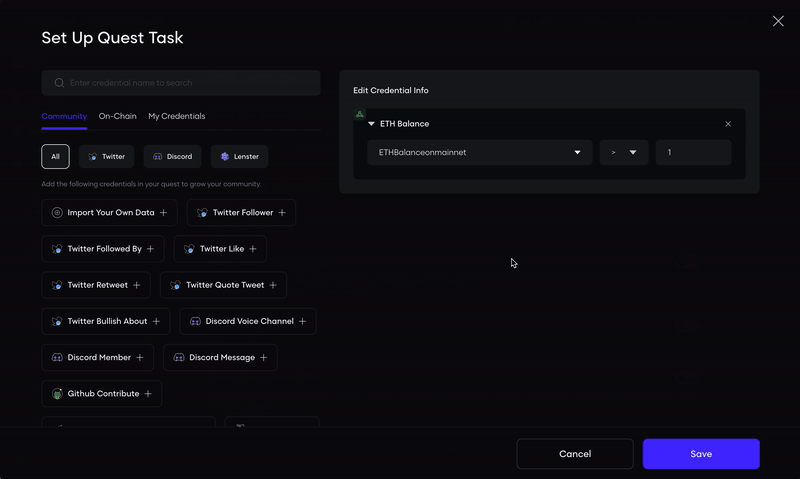 Set Up Quest Task
Enter credential name to search
Community On-Chain My Credentials
All Twitter Discord Lenster
Add the following credentials in your quest to grow your community.
Import Your Own Data + Twitter Follower +
Twitter Followed By + Twitter Like +
Twitter Retweet + Twitter Quote Tweet +
Twitter Bullish About + Discord Voice Channel +
Discord Member + Discord Message +
Github Contribute +
Edit Credential Info
ETH Balance
ETHBalanceonmainnet > 1
Cancel Save